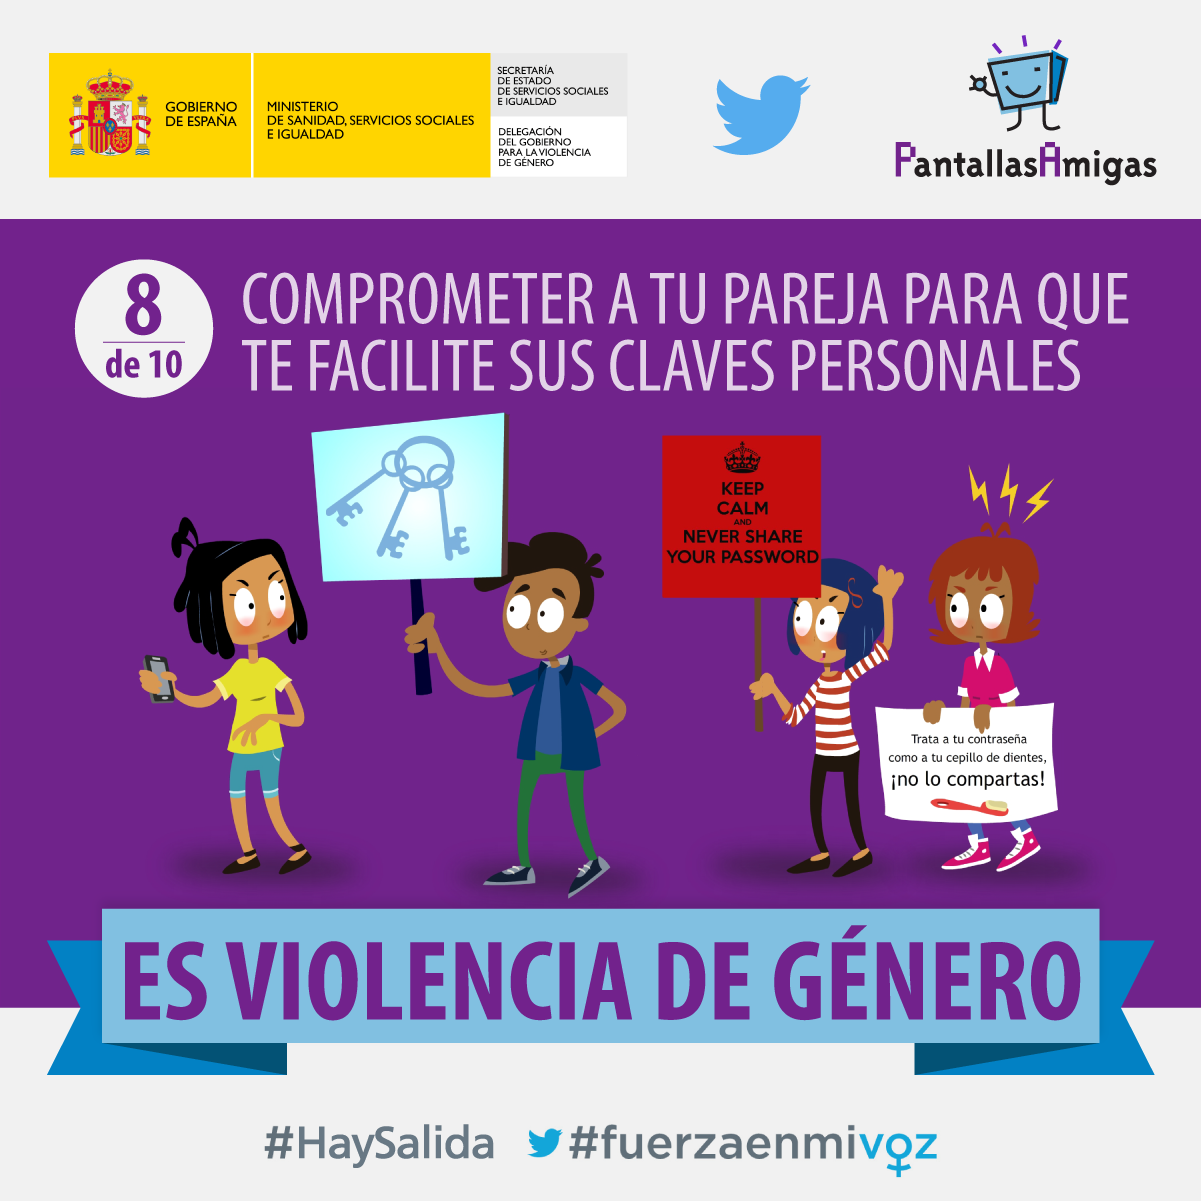 GOBIERNO
DE ESPAÑA
MINISTERIO
DE SANIDAD, SERVICIOS SOCIALES
E IGUALDAD
SECRETARÍA
DE ESTADO
DE SERVICIOS SOCIALES
E IGUALDAD
DELEGACIÓN
DEL GOBIERNO
PARA LA VIOLENCIA
DE GÉNERO
PantallasAmigas
8
de 10
COMPROMETER A TU PAREJA PARA QUE
TE FACILITE SUS CLAVES PERSONALES
KEEP
CALM
AND
NEVER SHARE
YOUR PASSWORD
Trata a tu contraseña
como a tu cepillo de dientes,
¡no lo compartas!
ES VIOLENCIA DE GÉNERO
#HaySalida #fuerzaenmivoz